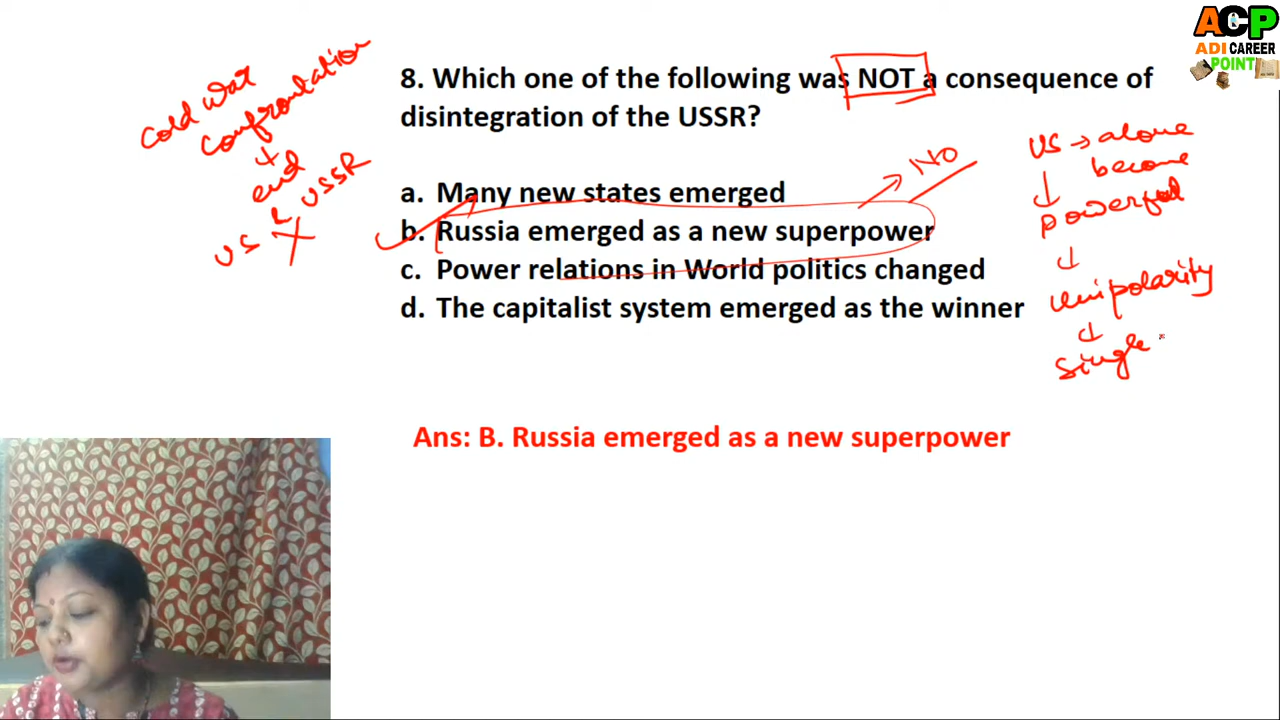 ACP
ADI CAREER
POINT
8. Which one of the following was NOT a consequence of
disintegration of the USSR?
a. Many new states emerged
b. Russia emerged as a new superpower
c. Power relations in World politics changed
d. The capitalist system emerged as the winner
Ans: B. Russia emerged as a new superpower
cold war
confrontation
end
US & USSR
NO
US → alone
become
powerful
unipolarity
single